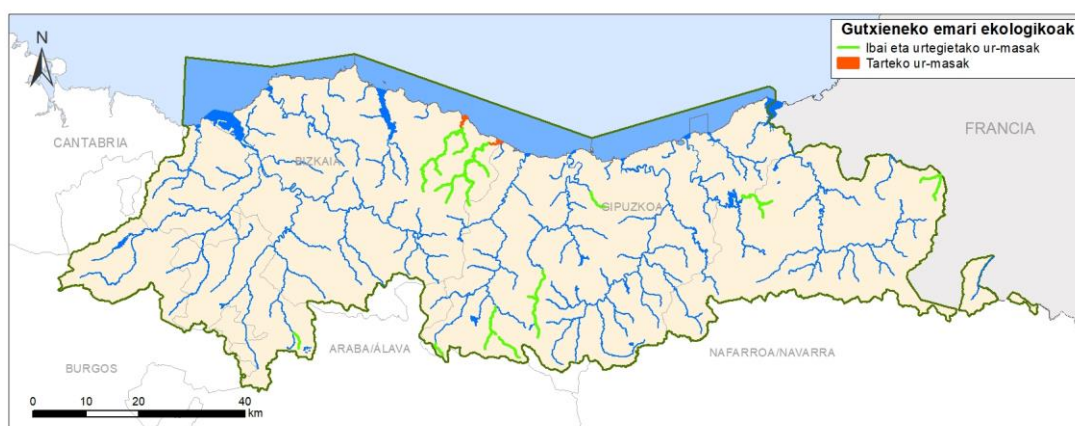 Gutxieneko emari ekologikoak
Ibai eta urtegietako ur-masak
Tarteko ur-masak
N
CANTABRIA
BIZKAIA
FRANCIA
GIPUZKOA
ARABA/ÁLAVA
NAFARROA/NAVARRA
BURGOS
0 10 20 40
km